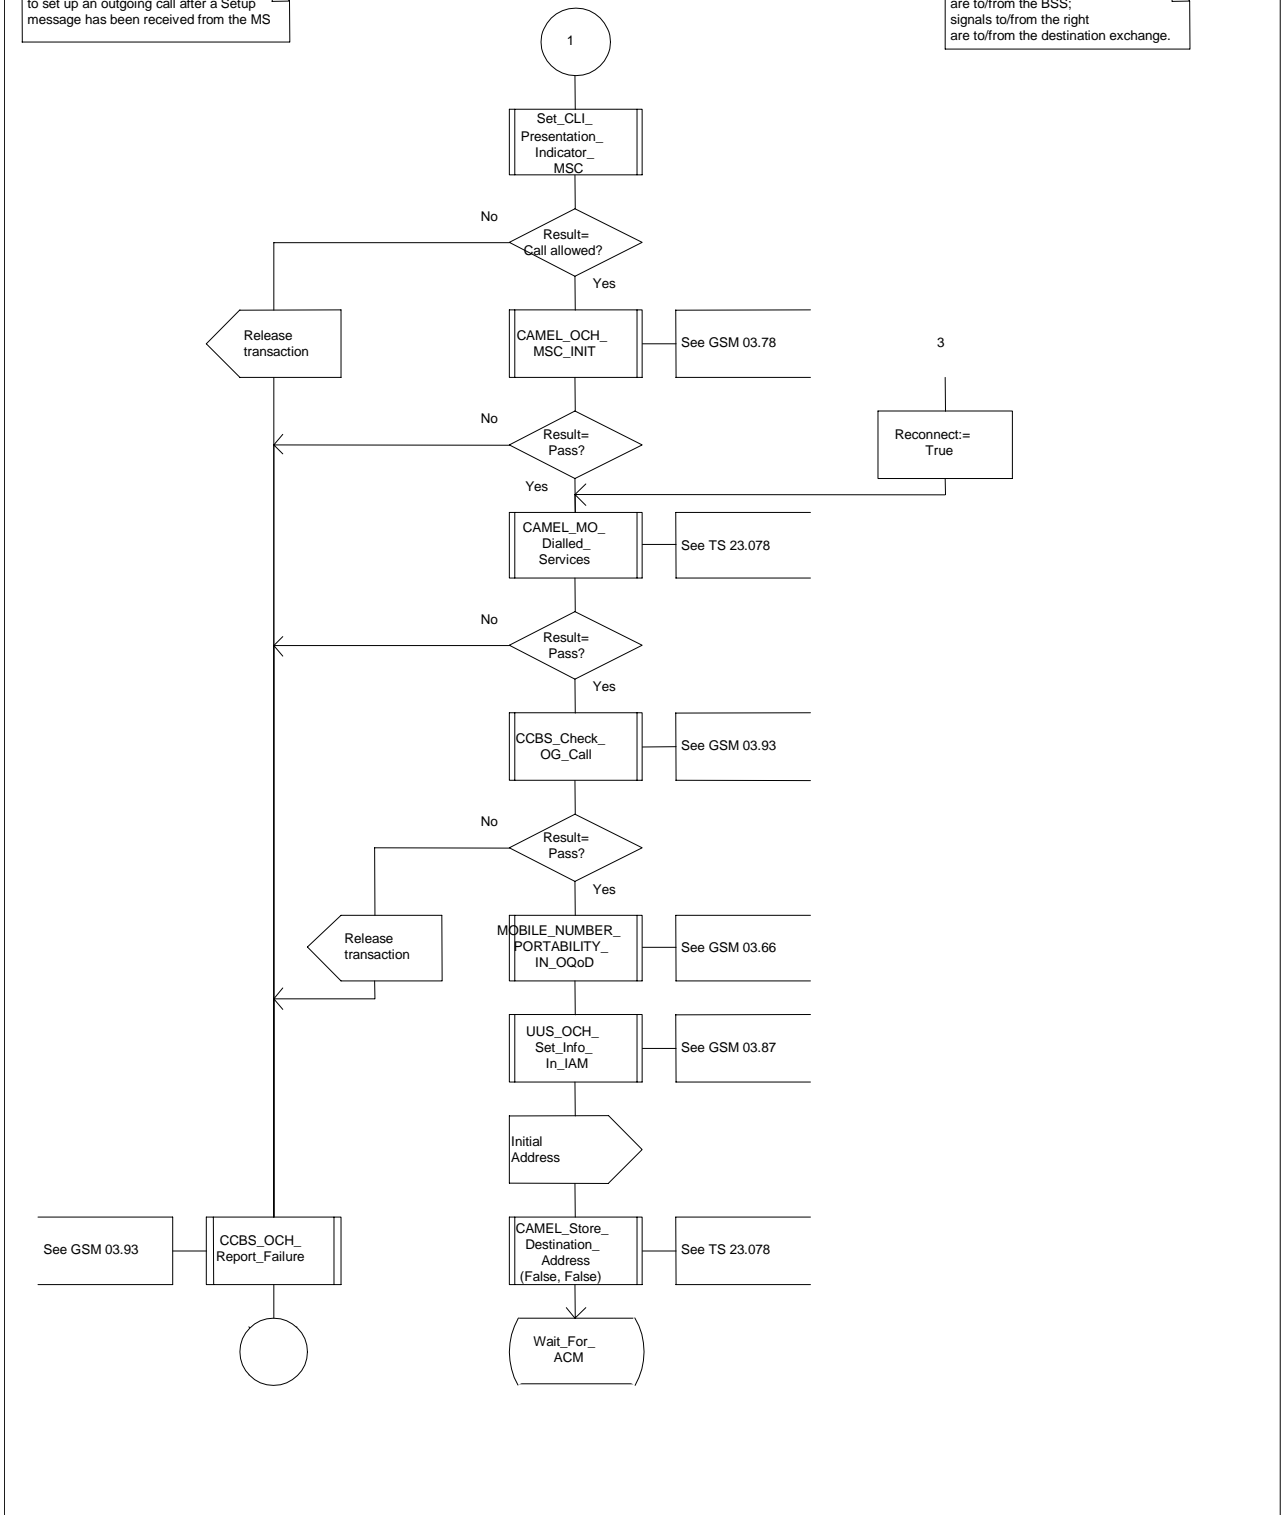 to set up an outgoing call after a Setup
message has been received from the MS
are to/from the BSS;
signals to/from the right
are to/from the destination exchange.
1
Set_CLI_
Presentation_
Indicator_
MSC
No
Result=
Call allowed?
Yes
Release
transaction
CAMEL_OCH_
MSC_INIT
See GSM 03.78
3
No
Result=
Pass?
Reconnect:=
True
Yes
CAMEL_MO_
Dialled_
Services
See TS 23.078
No
Result=
Pass?
Yes
CCBS_Check_
OG_Call
See GSM 03.93
No
Result=
Pass?
Yes
Release
transaction
MOBILE_NUMBER_
PORTABILITY_
IN_OQoD
See GSM 03.66
UUS_OCH_
Set_Info_
In_IAM
See GSM 03.87
Initial
Address
See GSM 03.93
CCBS_OCH_
Report_Failure
CAMEL_Store_
Destination_
Address
(False, False)
See TS 23.078
Wait_For_
ACM